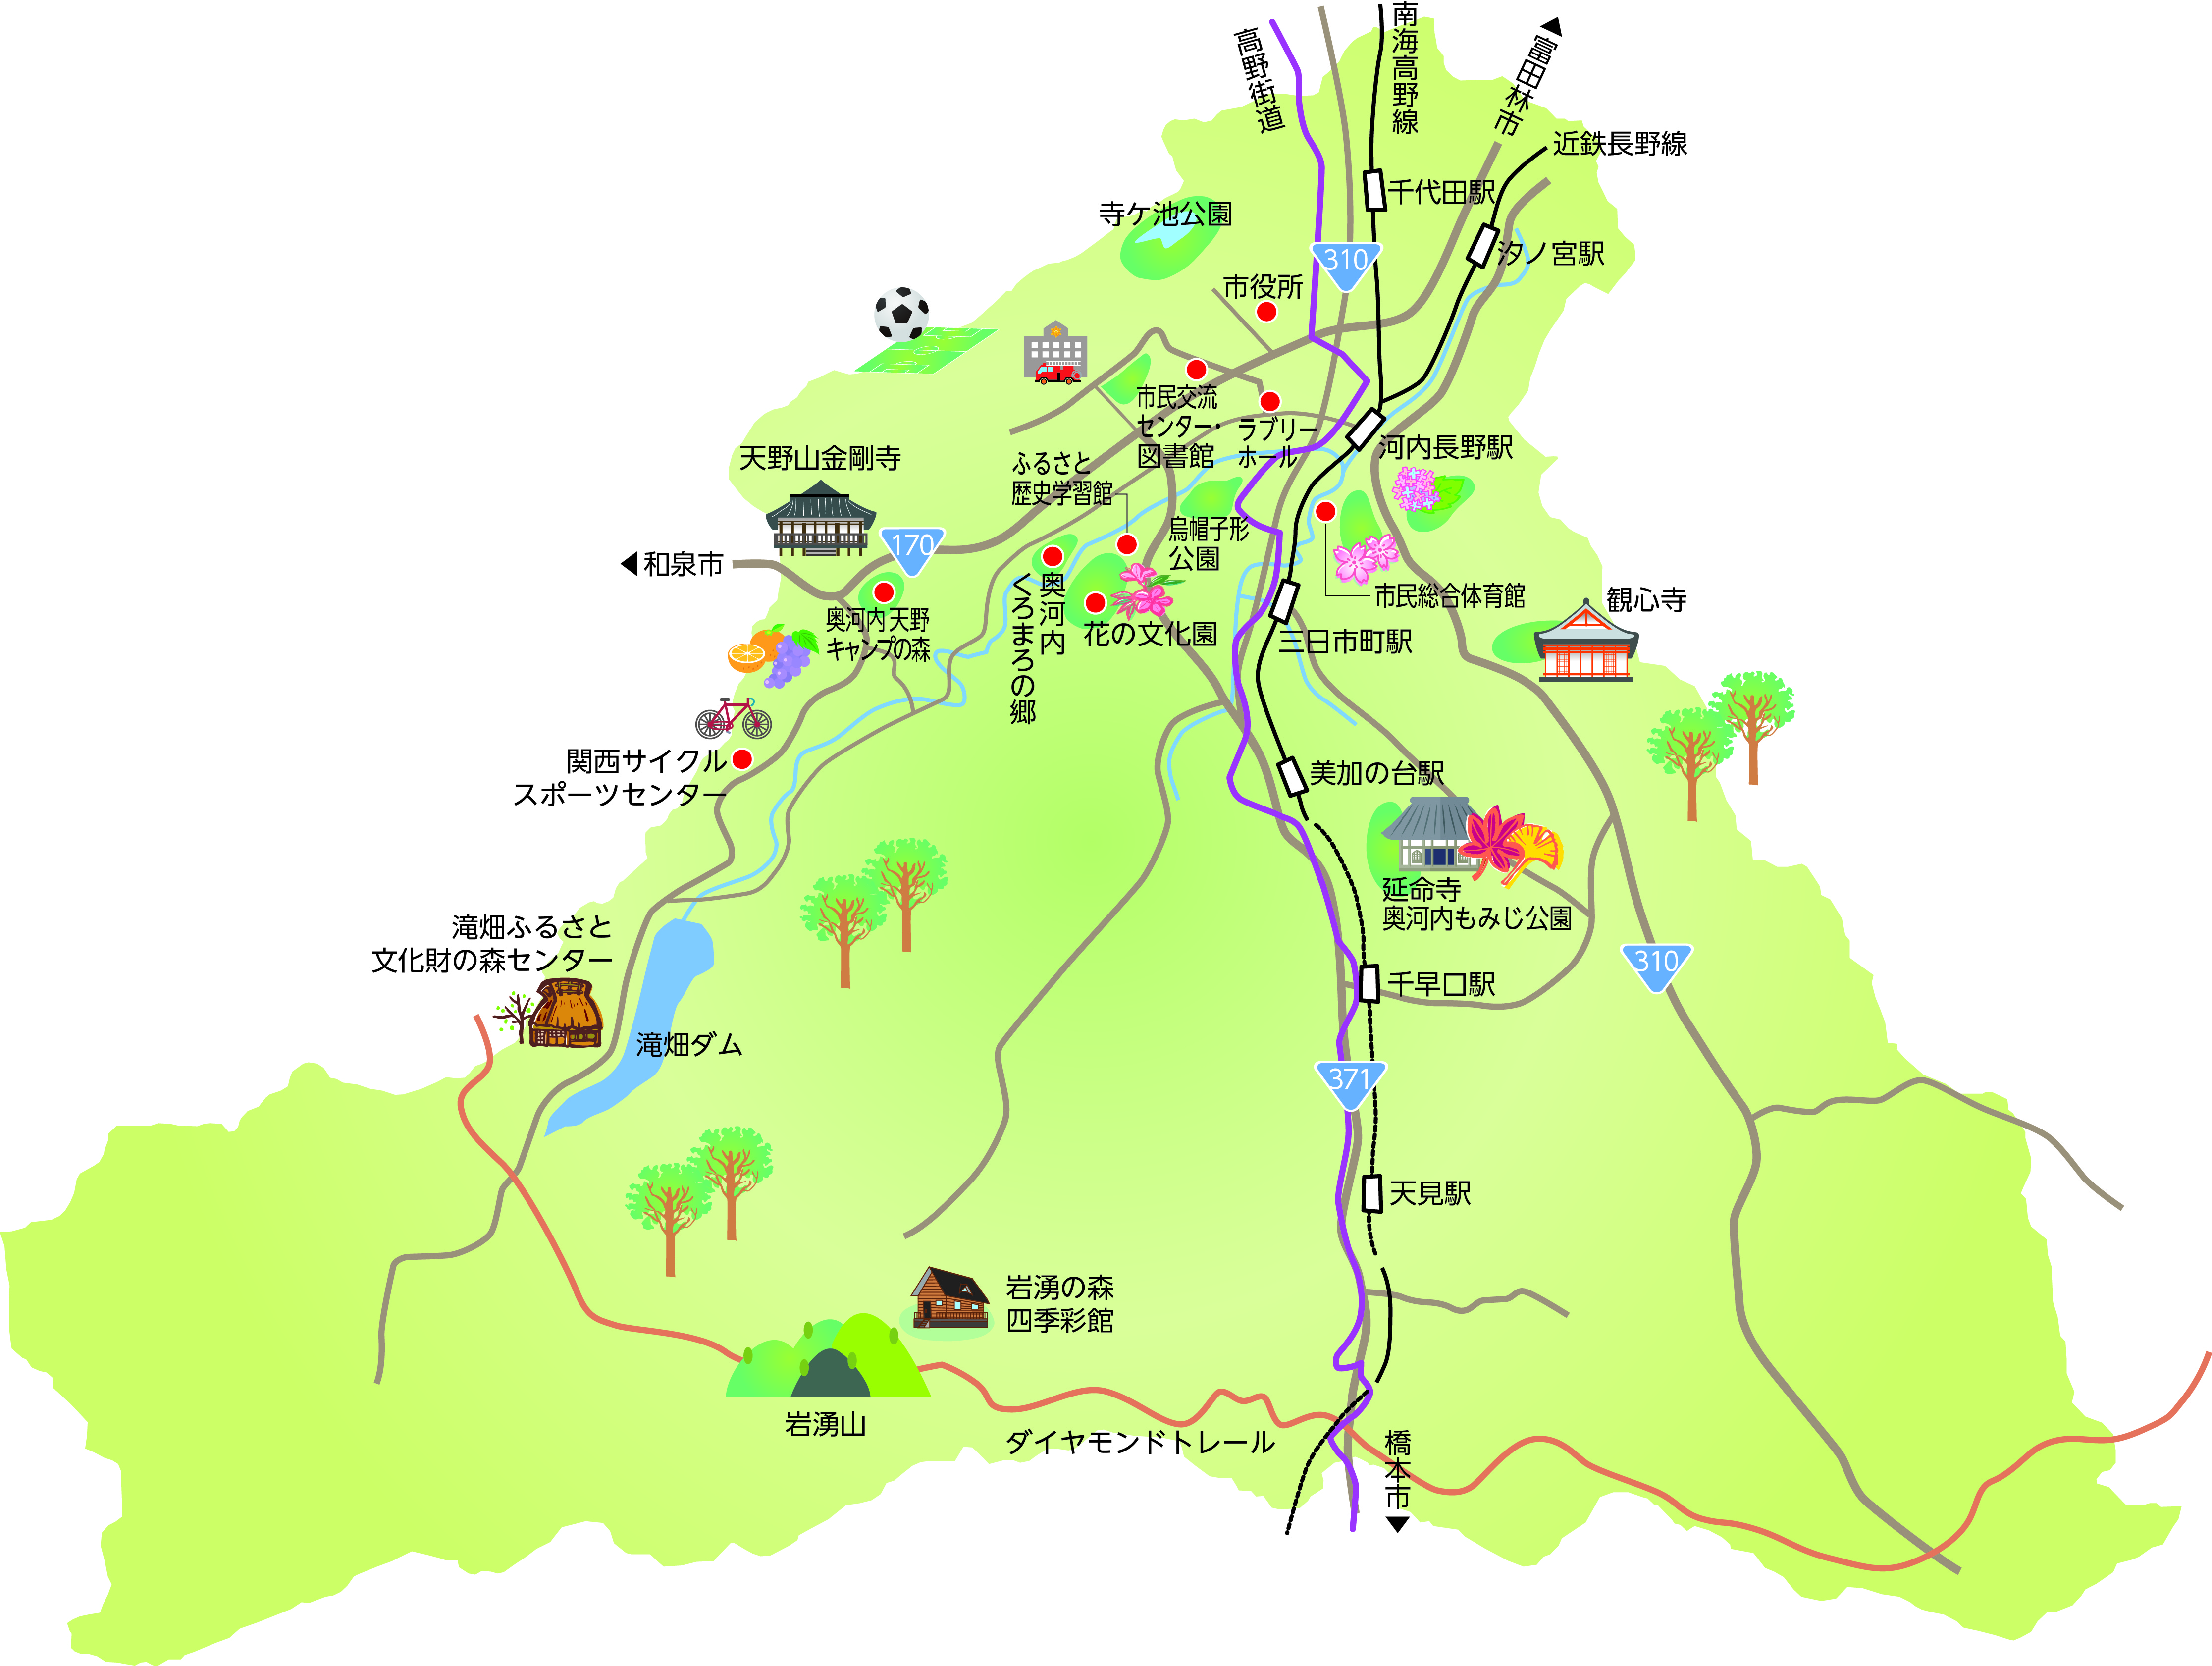 高野街道
南海高野線
富田林市
近鉄長野線
千代田駅
寺ケ池公園
汐ノ宮駅
310
市役所
市民交流
センター・
図書館
ラブリー
ホール
河内長野駅
天野山金剛寺
ふるさと
歴史学習館
烏帽子形
公園
170
和泉市
奥河内
くろまろの郷
市民総合体育館
観心寺
奥河内 天野
キャンプの森
花の文化園
三日市町駅
関西サイクル
スポーツセンター
美加の台駅
延命寺
奥河内もみじ公園
滝畑ふるさと
文化財の森センター
310
千早口駅
滝畑ダム
371
天見駅
岩湧の森
四季彩館
岩湧山
ダイヤモンドトレール
橋本市